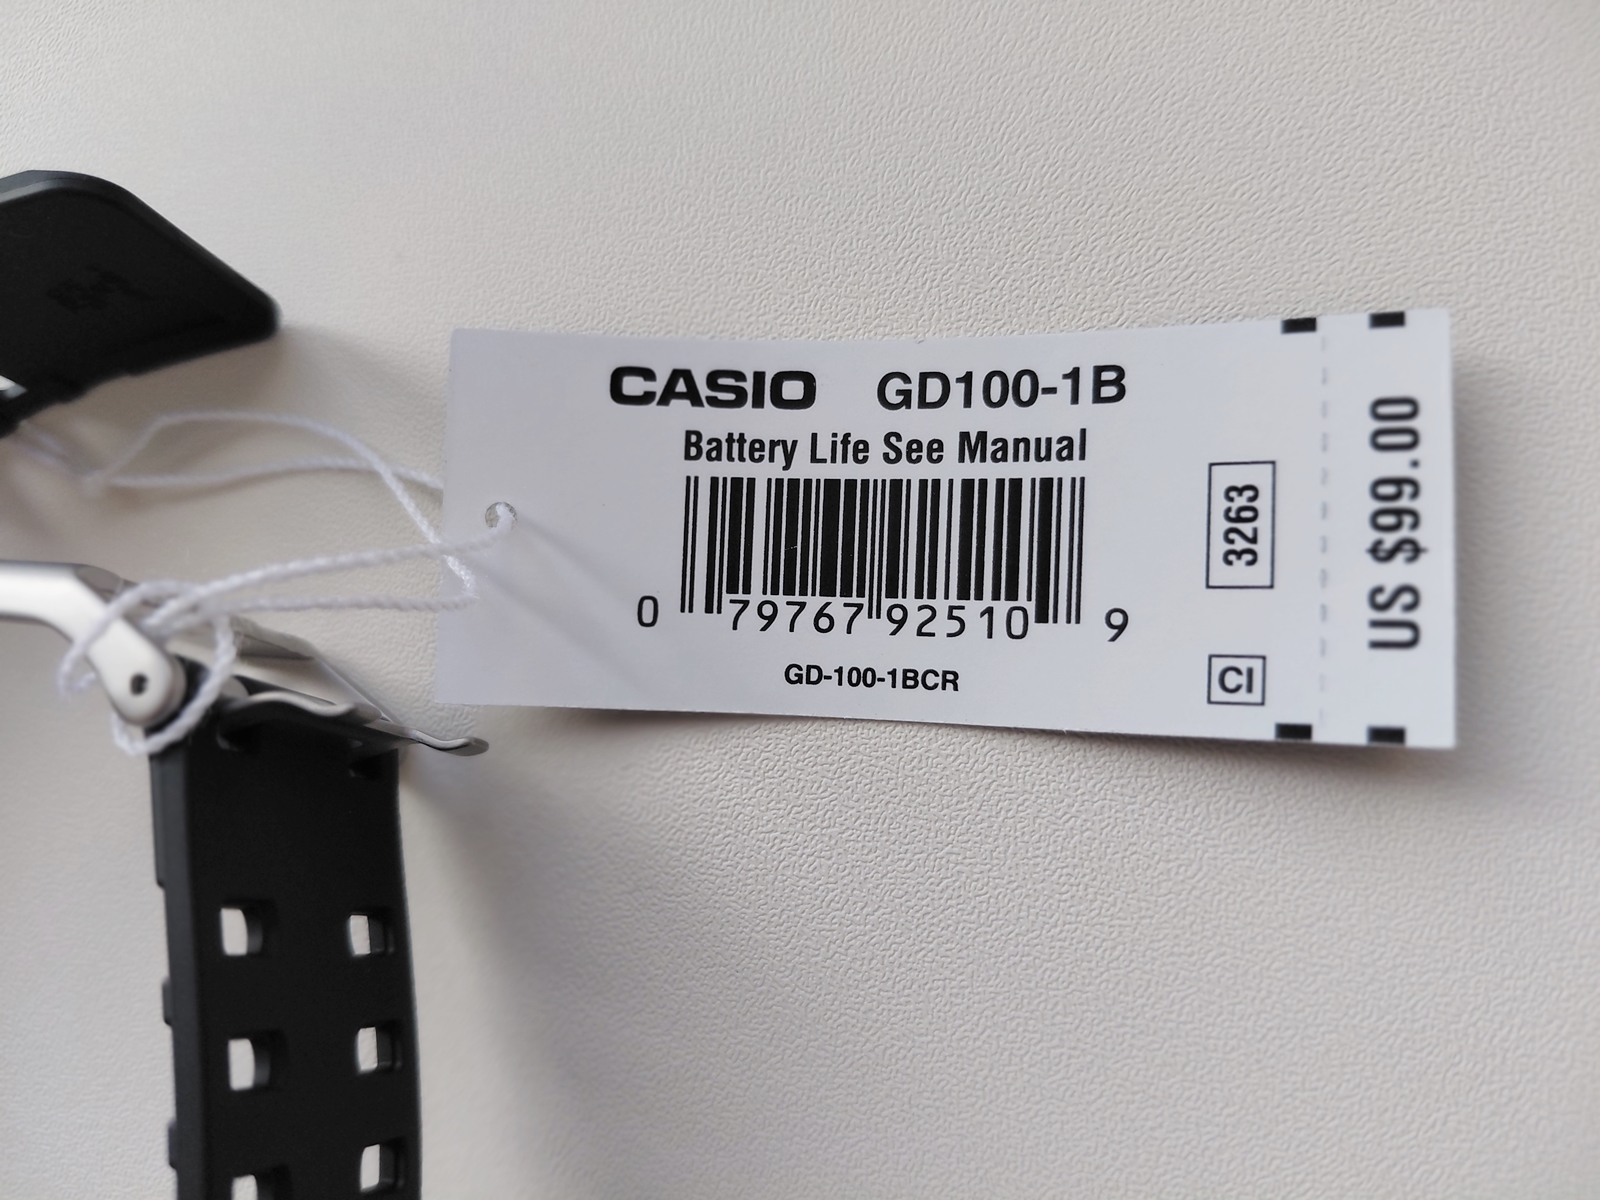 CASIO GD100-1B
Battery Life See Manual
0 79767 92510 9
GD-100-1BCR
3263
CI
US $99.00